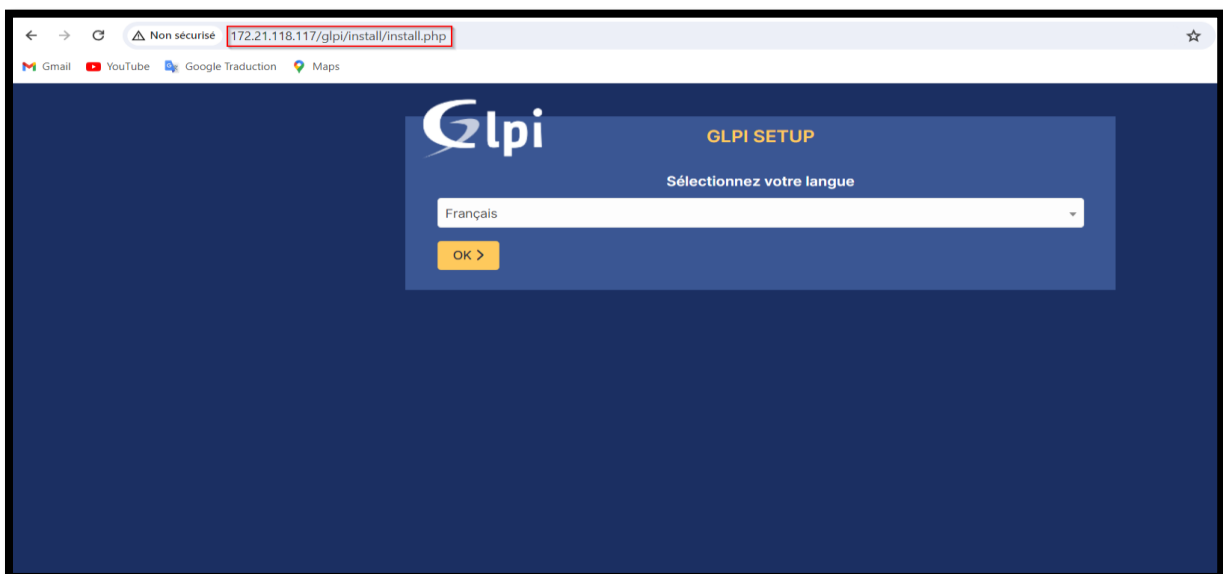 Non sécurisé 172.21.118.117/glpi/install/install.php
Gmail YouTube Google Traduction Maps
Glpi
GLPI SETUP
Sélectionnez votre langue
Français
OK >